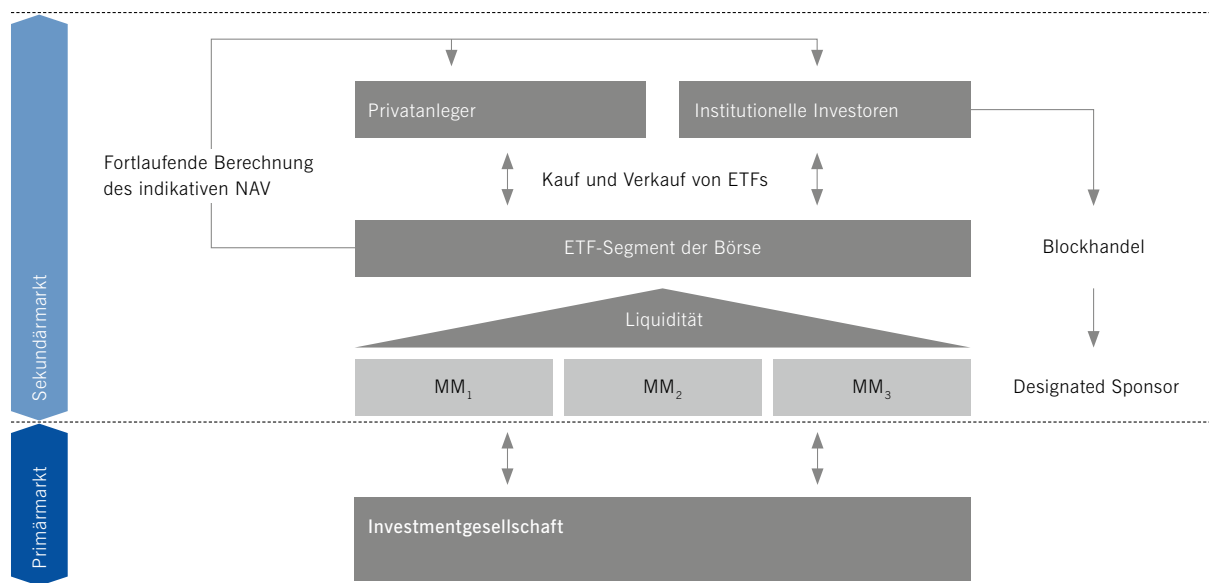 Privatanleger
Institutionelle Investoren
Fortlaufende Berechnung
des indikativen NAV
Kauf und Verkauf von ETFs
ETF-Segment der Börse
Blockhandel
Liquidität
Sekundärmarkt
MM₁
MM₂
MM₃
Designated Sponsor
Primärmarkt
Investmentgesellschaft